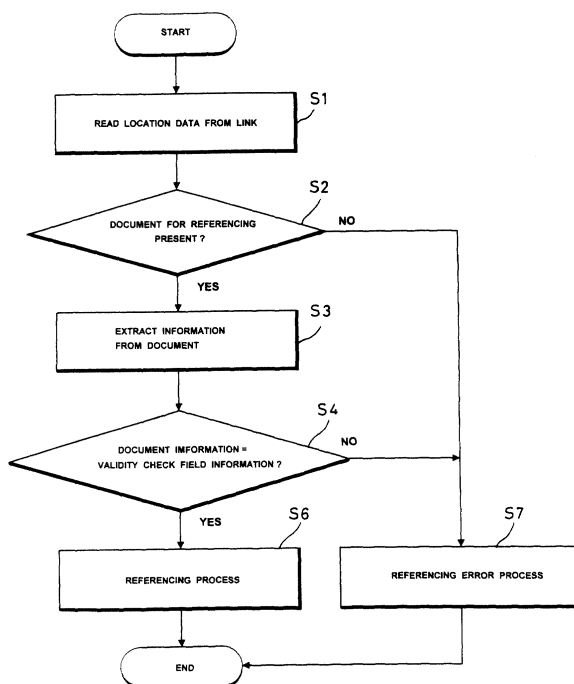 START
S1
READ LOCATION DATA FROM LINK
S2
DOCUMENT FOR REFERENCING
PRESENT ?
NO
YES
S3
EXTRACT INFORMATION
FROM DOCUMENT
S4
DOCUMENT IMFORMATION =
VALIDITY CHECK FIELD INFORMATION ?
NO
YES
S6
REFERENCING PROCESS
S7
REFERENCING ERROR PROCESS
END